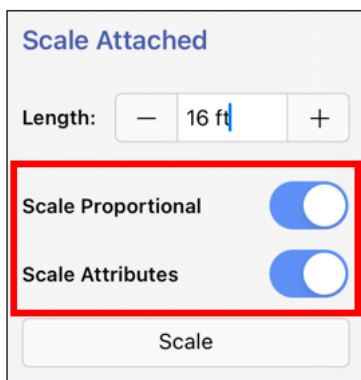 Scale Attached
Length: — 16 ft +
Scale Proportional
Scale Attributes
Scale